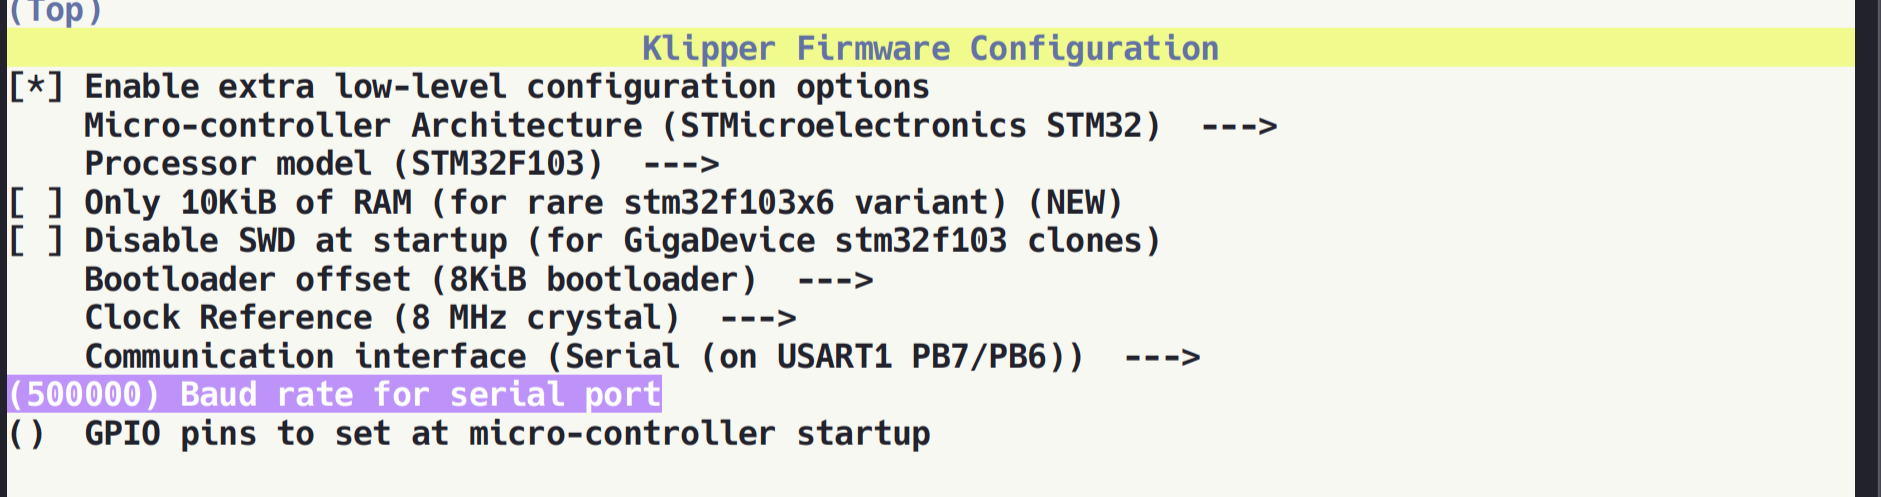 (Top)
Klipper Firmware Configuration
[*] Enable extra low-level configuration options
    Micro-controller Architecture (STMicroelectronics STM32)  --->
    Processor model (STM32F103)  --->
[ ] Only 10KiB of RAM (for rare stm32f103x6 variant) (NEW)
[ ] Disable SWD at startup (for GigaDevice stm32f103 clones)
    Bootloader offset (8KiB bootloader)  --->
    Clock Reference (8 MHz crystal)  --->
    Communication interface (Serial (on USART1 PB7/PB6))  --->
(500000) Baud rate for serial port
()  GPIO pins to set at micro-controller startup